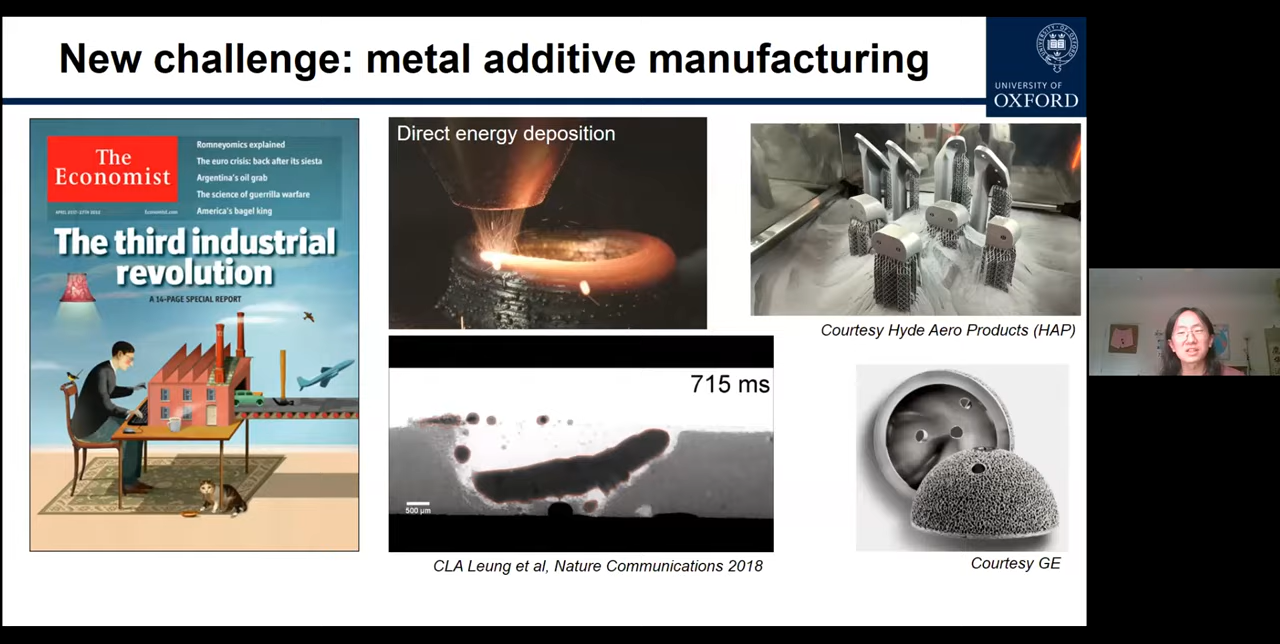 New challenge: metal additive manufacturing
UNIVERSITY OF
OXFORD
The
Economist
Romneyomics explained
The euro crisis: back after its siesta
Argentina's oil grab
The science of guerrilla warfare
America's bagel king
Economist.com
The third industrial
revolution
A 14-PAGE SPECIAL REPORT
Direct energy deposition
Courtesy Hyde Aero Products (HAP)
715 ms
500 µm
CLA Leung et al, Nature Communications 2018
Courtesy GE